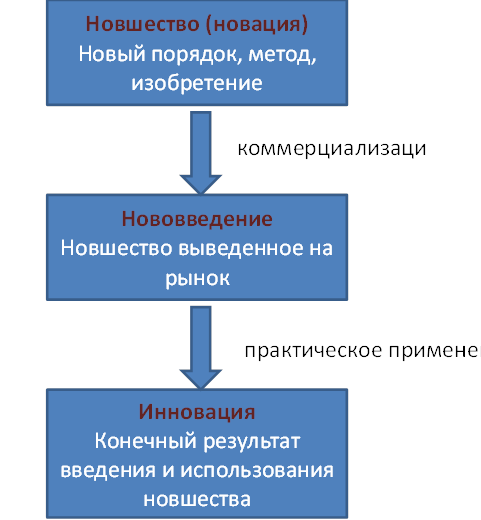 Новшество (новация)
Новый порядок, метод,
изобретение
коммерциализаци
Нововведение
Новшество выведенное на
рынок
практическое примене
Инновация
Конечный результат
введения и использования
новшества